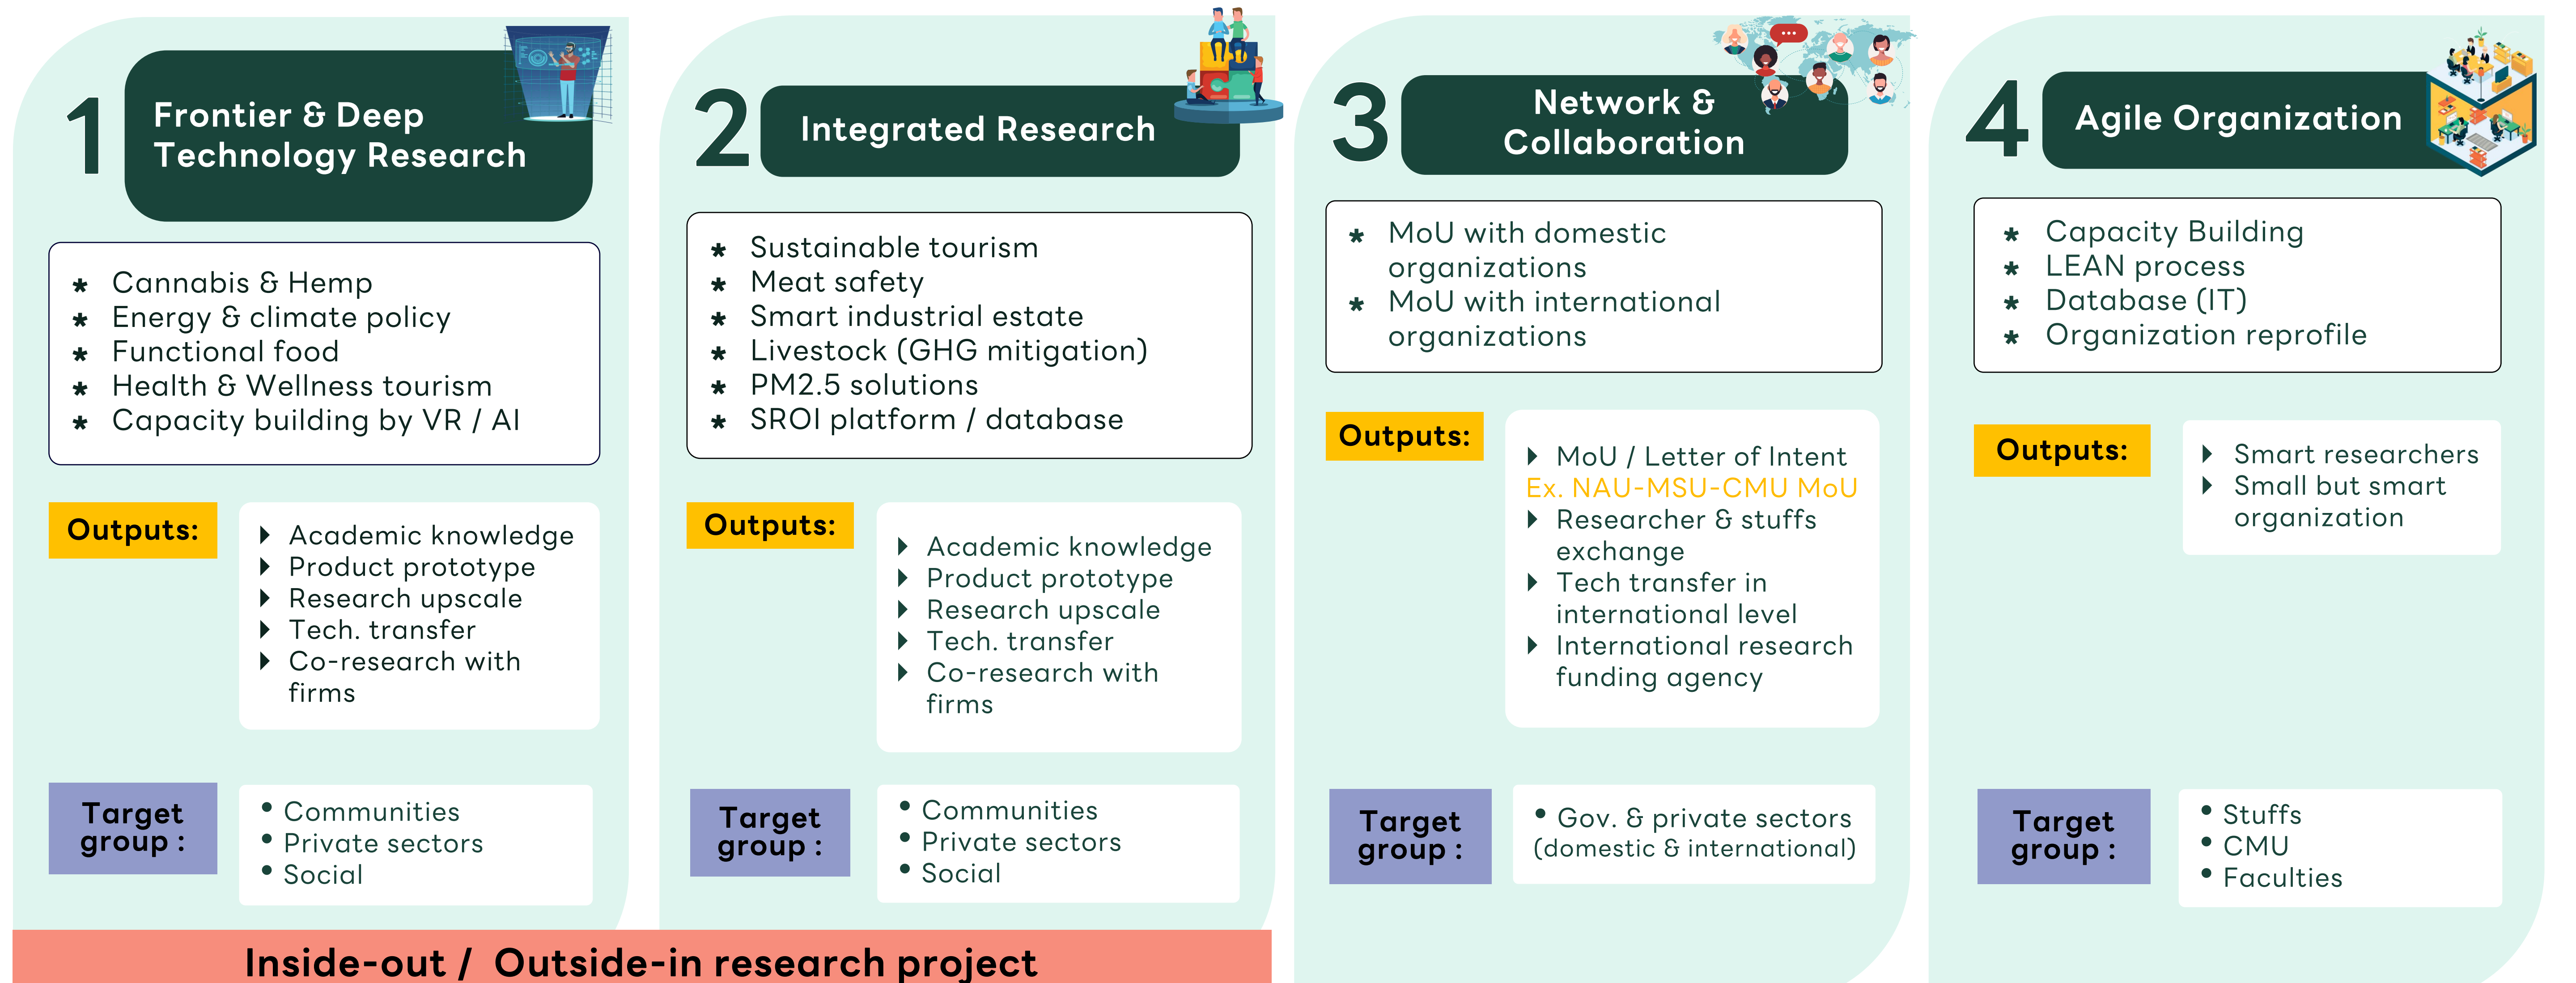 1
Frontier & Deep
Technology Research
* Cannabis & Hemp
* Energy & climate policy
* Functional food
* Health & Wellness tourism
* Capacity building by VR / AI
Outputs:
Academic knowledge
Product prototype
Research upscale
Tech. transfer
Co-research with
firms
Target
group :
• Communities
• Private sectors
• Social
2
Integrated Research
* Sustainable tourism
* Meat safety
* Smart industrial estate
* Livestock (GHG mitigation)
* PM2.5 solutions
* SROI platform / database
Outputs:
Academic knowledge
Product prototype
Research upscale
Tech. transfer
Co-research with
firms
Target
group :
• Communities
• Private sectors
• Social
Inside-out / Outside-in research project
3
Network &
Collaboration
* MoU with domestic
organizations
* MoU with international
organizations
Outputs:
MoU / Letter of Intent
Ex. NAU-MSU-CMU MoU
Researcher & stuffs
exchange
Tech transfer in
international level
International research
funding agency
Target
group :
• Gov. & private sectors
(domestic & international)
4
Agile Organization
* Capacity Building
* LEAN process
* Database (IT)
* Organization reprofile
Outputs:
Smart researchers
Small but smart
organization
Target
group :
• Stuffs
• CMU
• Faculties